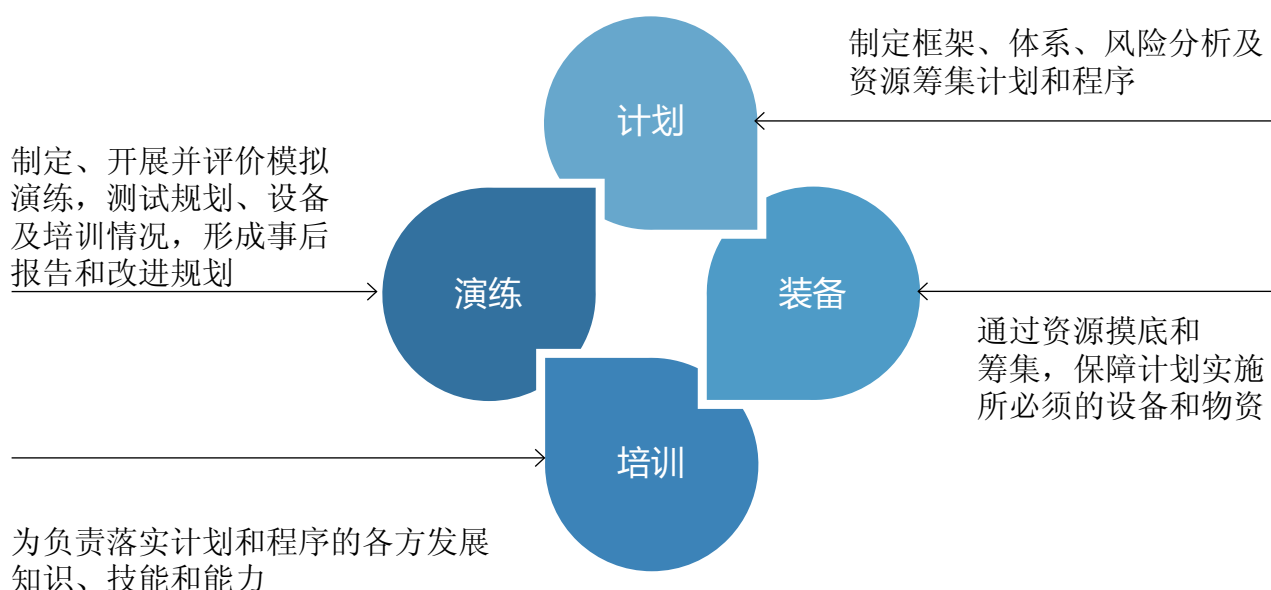 制定框架、体系、风险分析及
资源筹集计划和程序
计划
制定、开展并评价模拟
演练，测试规划、设备
及培训情况，形成事后
报告和改进规划
演练
装备
通过资源摸底和
筹集，保障计划实施
所必须的设备和物资
培训
为负责落实计划和程序的各方发展
知识、技能和能力